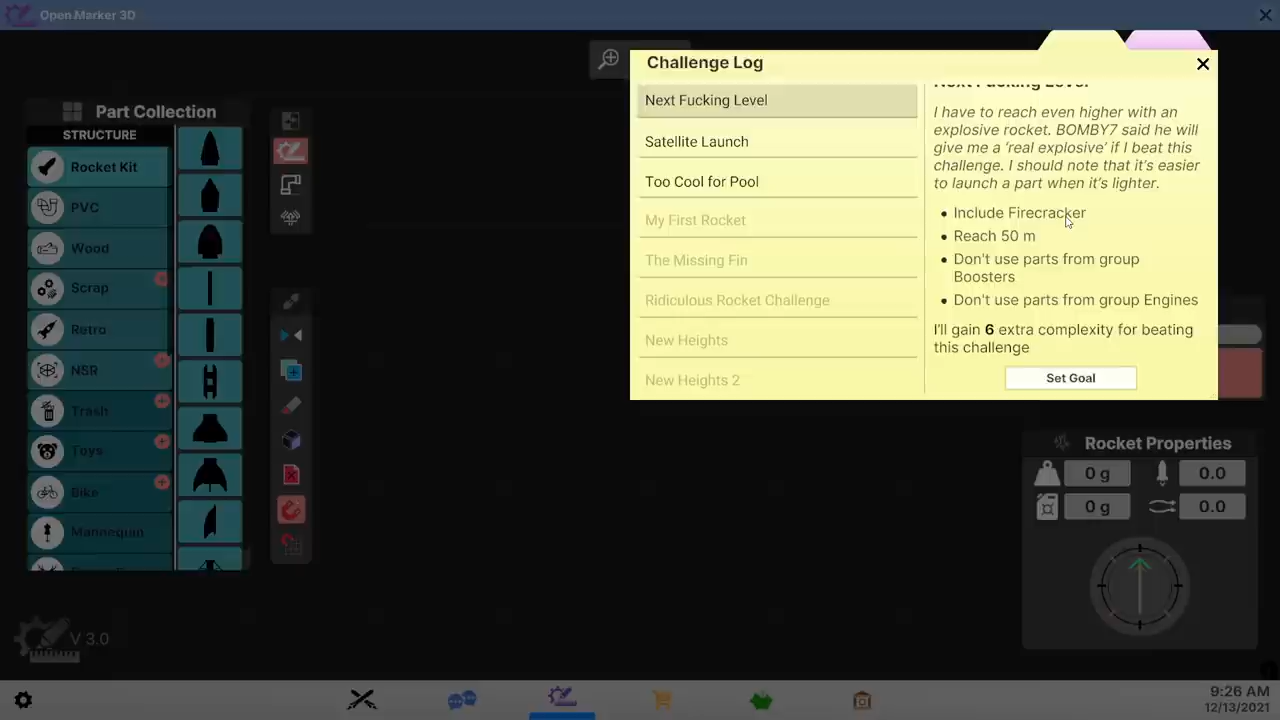 Open Marker 3D
Part Collection
STRUCTURE
Rocket Kit
PVC
Wood
Scrap
Retro
NSR
Trash
Toys
Bike
Mannequin
V 3.0
Challenge Log
Next Fucking Level
Satellite Launch
Too Cool for Pool
My First Rocket
The Missing Fin
Ridiculous Rocket Challenge
New Heights
New Heights 2
Next Fucking Level
I have to reach even higher with an
explosive rocket. BOMBY7 said he will
give me a 'real explosive' if I beat this
challenge. I should note that it's easier
to launch a part when it's lighter.
• Include Firecracker
• Reach 50 m
• Don't use parts from group
Boosters
• Don't use parts from group Engines
I'll gain 6 extra complexity for beating
this challenge
Set Goal
Rocket Properties
0 g
0.0
0 g
0.0
9:26 AM
12/13/2021